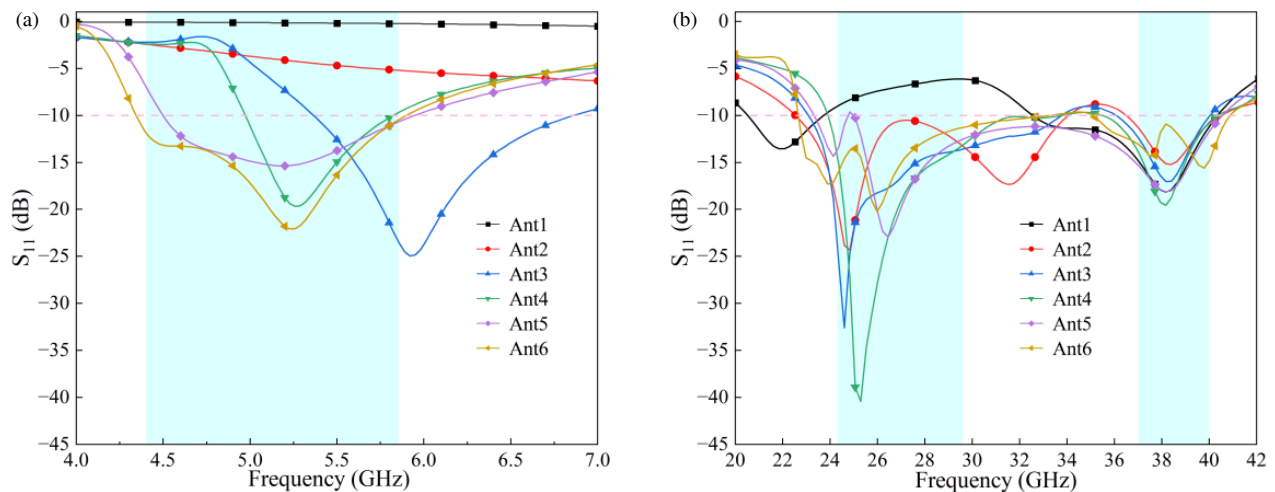 (a)
0
−5
−10
−15
−20
−25
−30
−35
−40
−45
S11 (dB)
Ant1
Ant2
Ant3
Ant4
Ant5
Ant6
4.0 4.5 5.0 5.5 6.0 6.5 7.0
Frequency (GHz)
(b)
0
−5
−10
−15
−20
−25
−30
−35
−40
−45
S11 (dB)
Ant1
Ant2
Ant3
Ant4
Ant5
Ant6
20 22 24 26 28 30 32 34 36 38 40 42
Frequency (GHz)